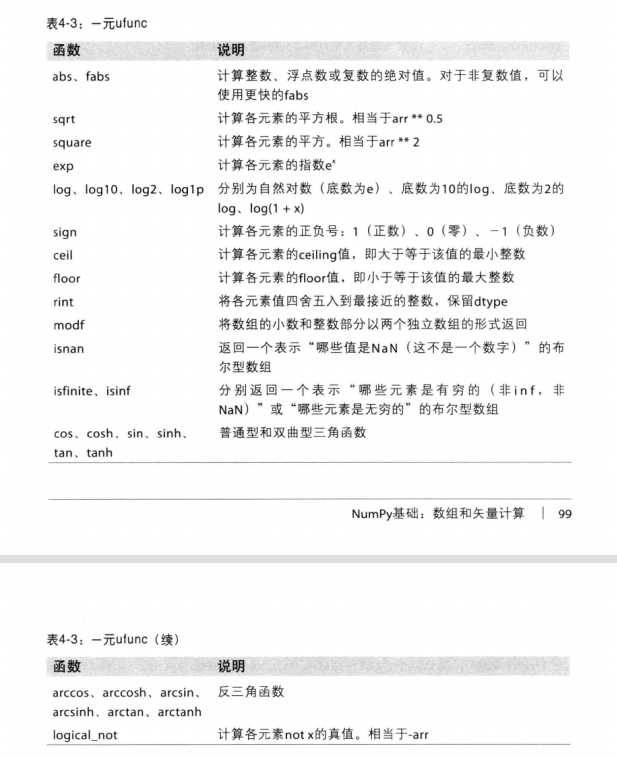 表4-3：一元ufunc
函数 说明
abs、fabs 计算整数、浮点数或复数的绝对值。对于非复数值，可以
使用更快的fabs
sqrt 计算各元素的平方根。相当于arr ** 0.5
square 计算各元素的平方。相当于arr ** 2
exp 计算各元素的指数eˣ
log、log10、log2、log1p 分别为自然对数（底数为e）、底数为10的log、底数为2的
log、log(1 + x)
sign 计算各元素的正负号：1（正数）、0（零）、－1（负数）
ceil 计算各元素的ceiling值，即大于等于该值的最小整数
floor 计算各元素的floor值，即小于等于该值的最大整数
rint 将各元素值四舍五入到最接近的整数，保留dtype
modf 将数组的小数和整数部分以两个独立数组的形式返回
isnan 返回一个表示“哪些值是NaN（这不是一个数字）”的布
尔型数组
isfinite、isinf 分别返回一个表示“哪些元素是有穷的（非inf，非
NaN）”或“哪些元素是无穷的”的布尔型数组
cos、cosh、sin、sinh、 普通型和双曲型三角函数
tan、tanh
NumPy基础：数组和矢量计算 | 99
表4-3：一元ufunc（续）
函数 说明
arccos、arccosh、arcsin、 反三角函数
arcsinh、arctan、arctanh
logical_not 计算各元素not x的真值。相当于-arr